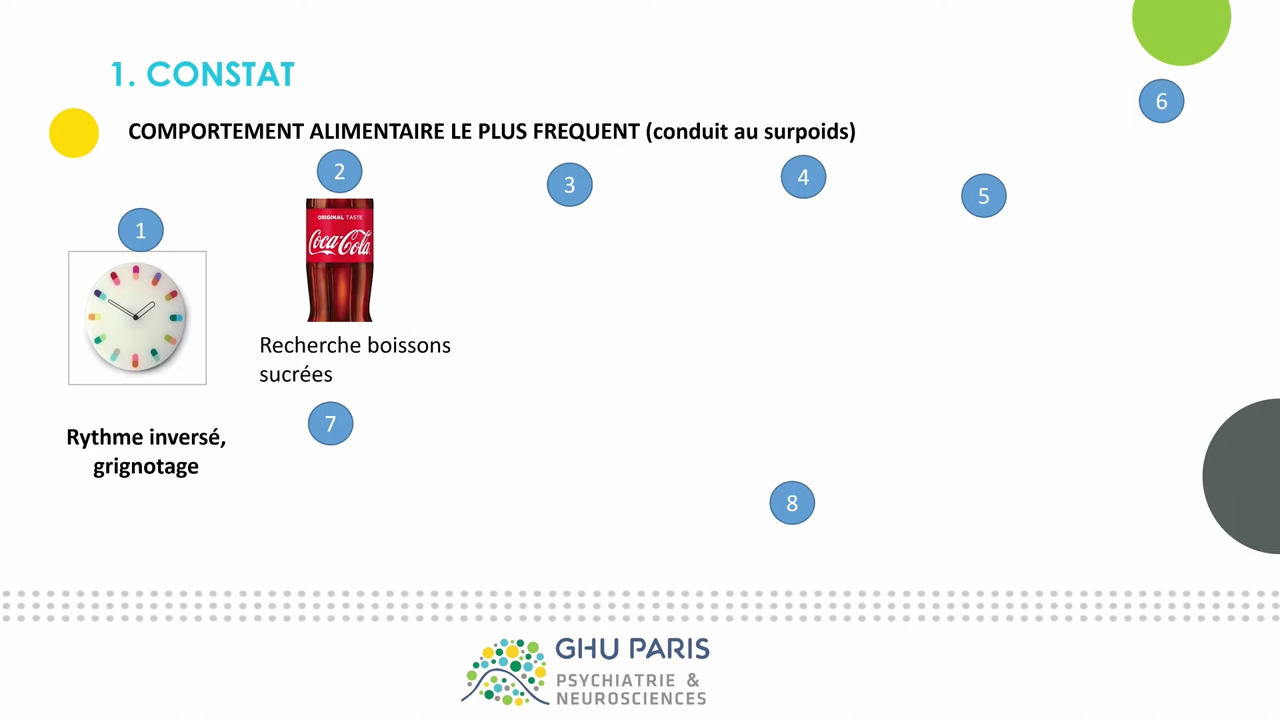 1. CONSTAT
6
COMPORTEMENT ALIMENTAIRE LE PLUS FREQUENT (conduit au surpoids)
2
3
4
5
1
ORIGINAL TASTE
Coca-Cola
Recherche boissons
sucrées
7
Rythme inversé,
grignotage
8
GHU PARIS
PSYCHIATRIE &
NEUROSCIENCES